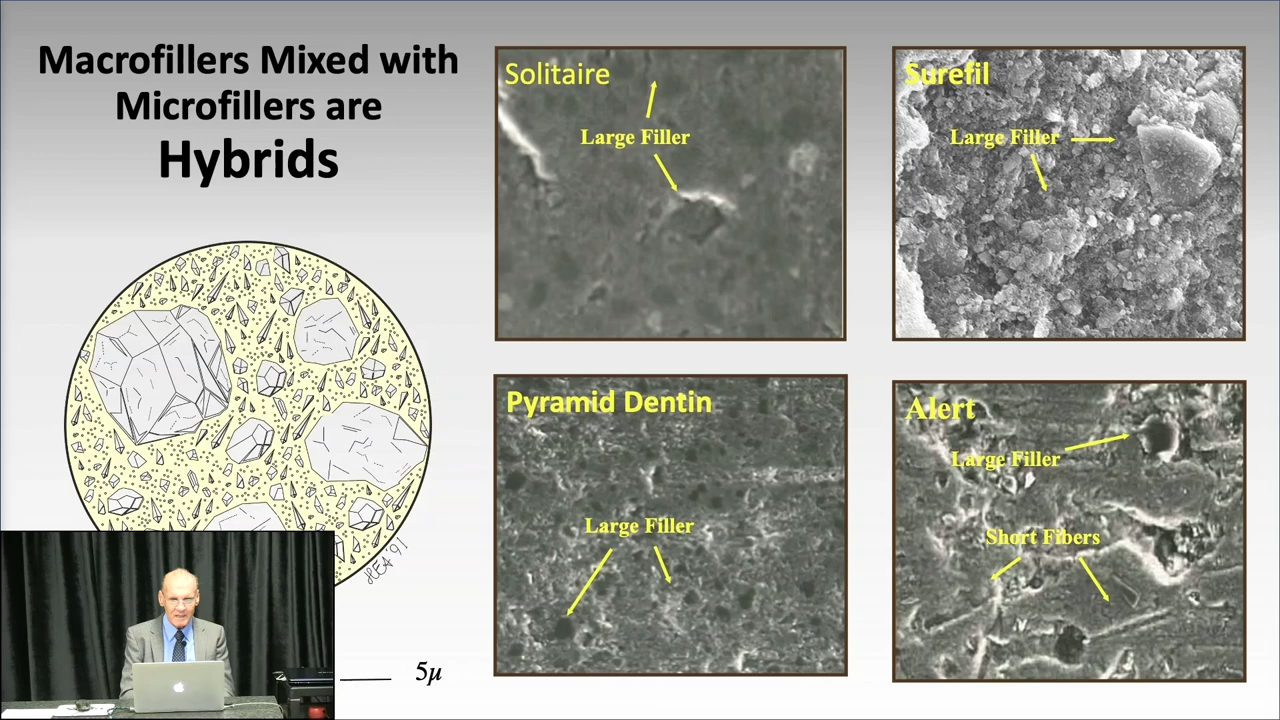 Macrofillers Mixed with
Microfillers are
Hybrids
Solitaire
Large Filler
Surefil
Large Filler
Pyramid Dentin
Large Filler
Alert
Large Filler
Short Fibers
5µ